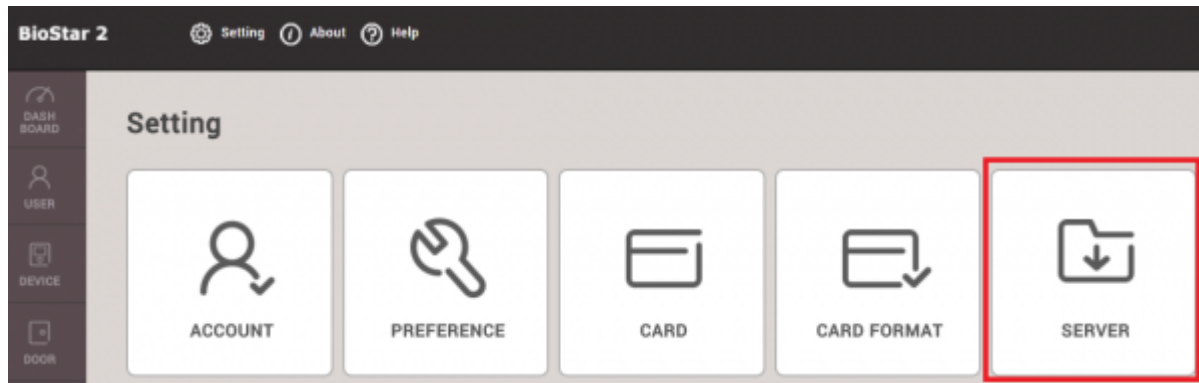 BioStar 2 Setting About Help
DASH
BOARD
Setting
USER
DEVICE
DOOR
ACCOUNT PREFERENCE CARD CARD FORMAT SERVER